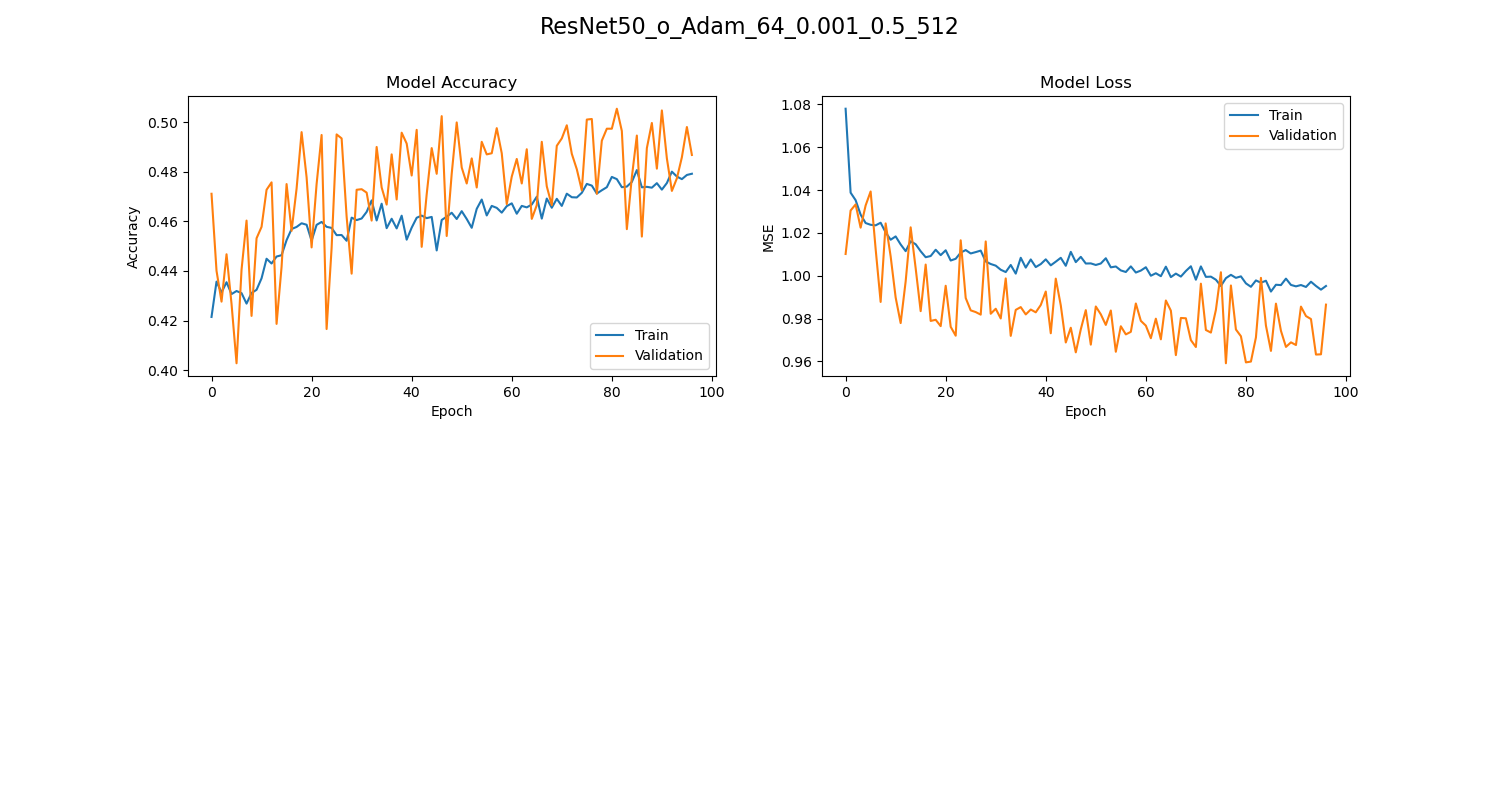 ResNet50_o_Adam_64_0.001_0.5_512
Model Accuracy
Accuracy
0.50
0.48
0.46
0.44
0.42
0.40
0
20
40
60
80
100
Epoch
Train
Validation
Model Loss
MSE
1.08
1.06
1.04
1.02
1.00
0.98
0.96
0
20
40
60
80
100
Epoch
Train
Validation